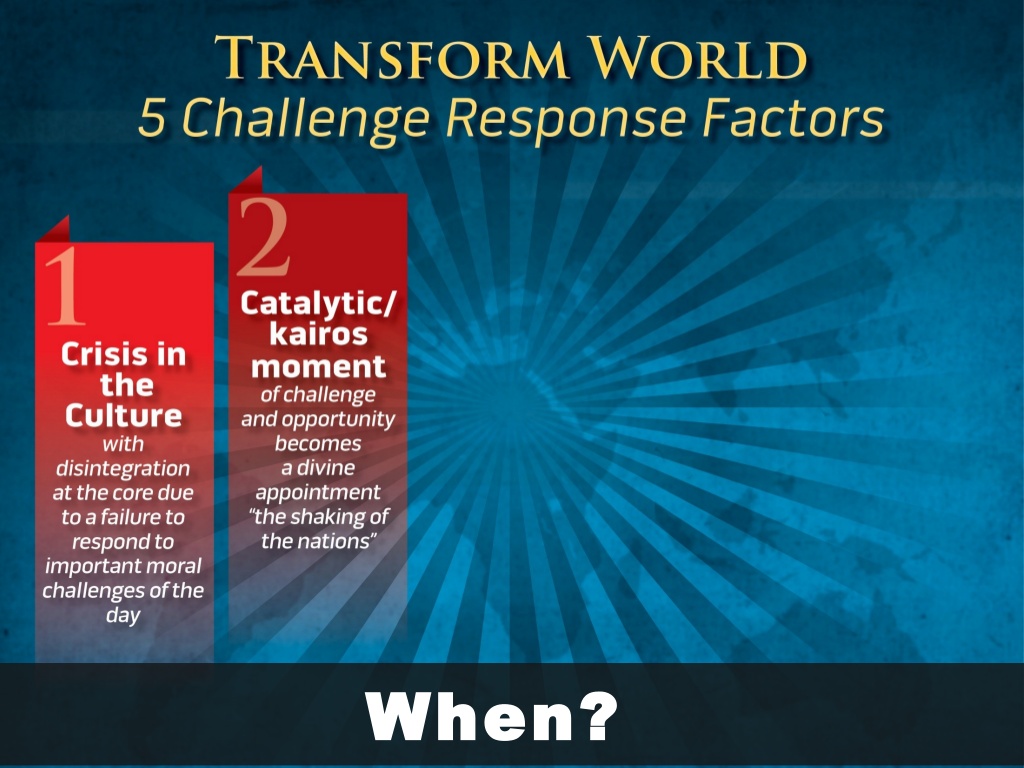 TRANSFORM WORLD
5 Challenge Response Factors
1
Crisis in
the
Culture
with
disintegration
at the core due
to a failure to
respond to
important moral
challenges of the
day
2
Catalytic/
kairos
moment
of challenge
and opportunity
becomes
a divine
appointment
“the shaking of
the nations”
When?